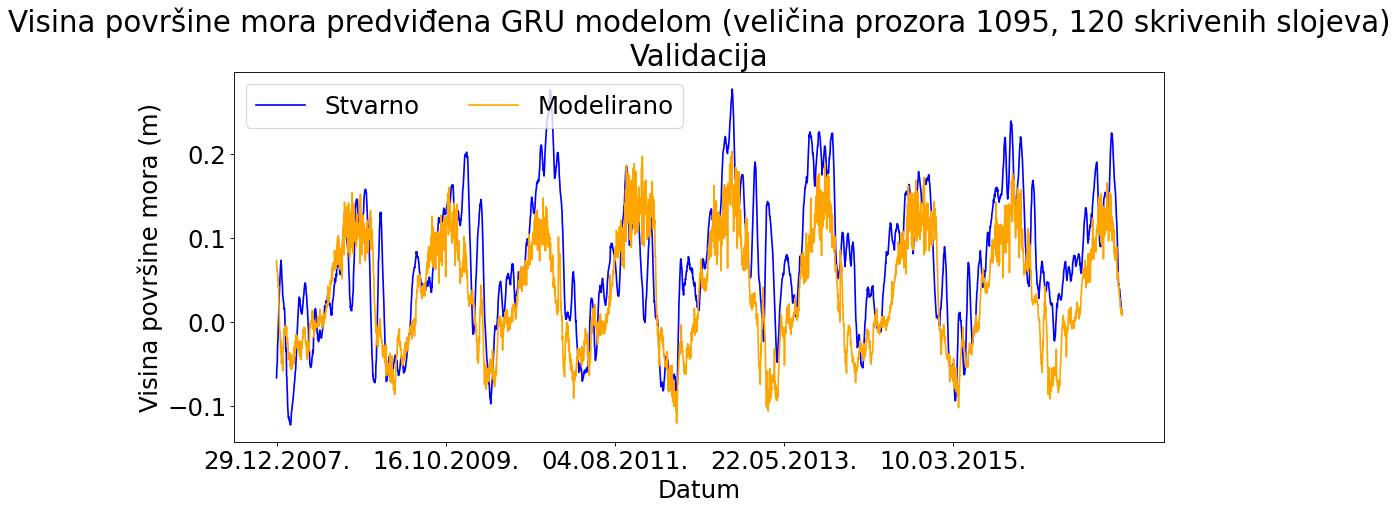 Visina površine mora predviđena GRU modelom (veličina prozora 1095, 120 skrivenih slojeva)
Validacija
Stvarno
Modelirano
Visina površine mora (m)
0.2
0.1
0.0
−0.1
29.12.2007.
16.10.2009.
04.08.2011.
22.05.2013.
10.03.2015.
Datum